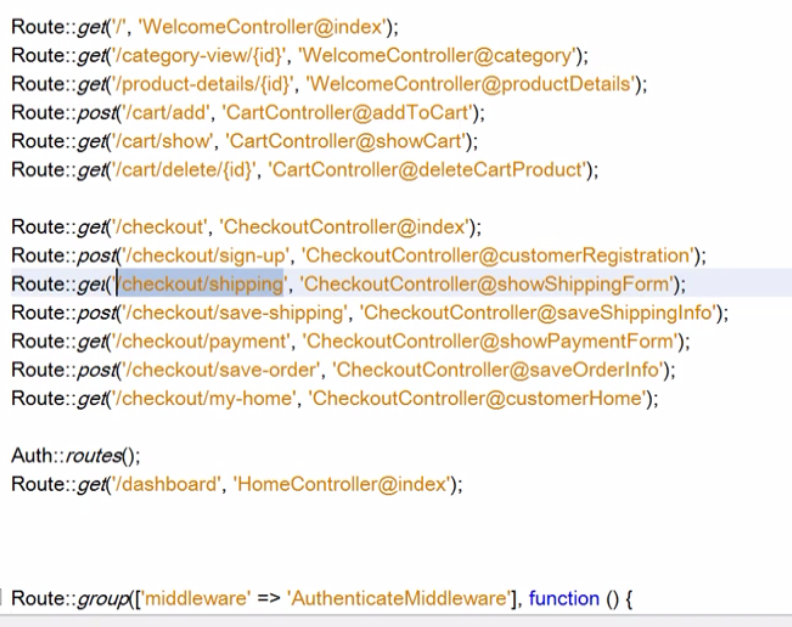 Route::get('/', 'WelcomeController@index');
Route::get('/category-view/{id}', 'WelcomeController@category');
Route::get('/product-details/{id}', 'WelcomeController@productDetails');
Route::post('/cart/add', 'CartController@addToCart');
Route::get('/cart/show', 'CartController@showCart');
Route::get('/cart/delete/{id}', 'CartController@deleteCartProduct');
Route::get('/checkout', 'CheckoutController@index');
Route::post('/checkout/sign-up', 'CheckoutController@customerRegistration');
Route::get('/checkout/shipping', 'CheckoutController@showShippingForm');
Route::post('/checkout/save-shipping', 'CheckoutController@saveShippingInfo');
Route::get('/checkout/payment', 'CheckoutController@showPaymentForm');
Route::post('/checkout/save-order', 'CheckoutController@saveOrderInfo');
Route::get('/checkout/my-home', 'CheckoutController@customerHome');
Auth::routes();
Route::get('/dashboard', 'HomeController@index');
Route::group(['middleware' => 'AuthenticateMiddleware'], function () {